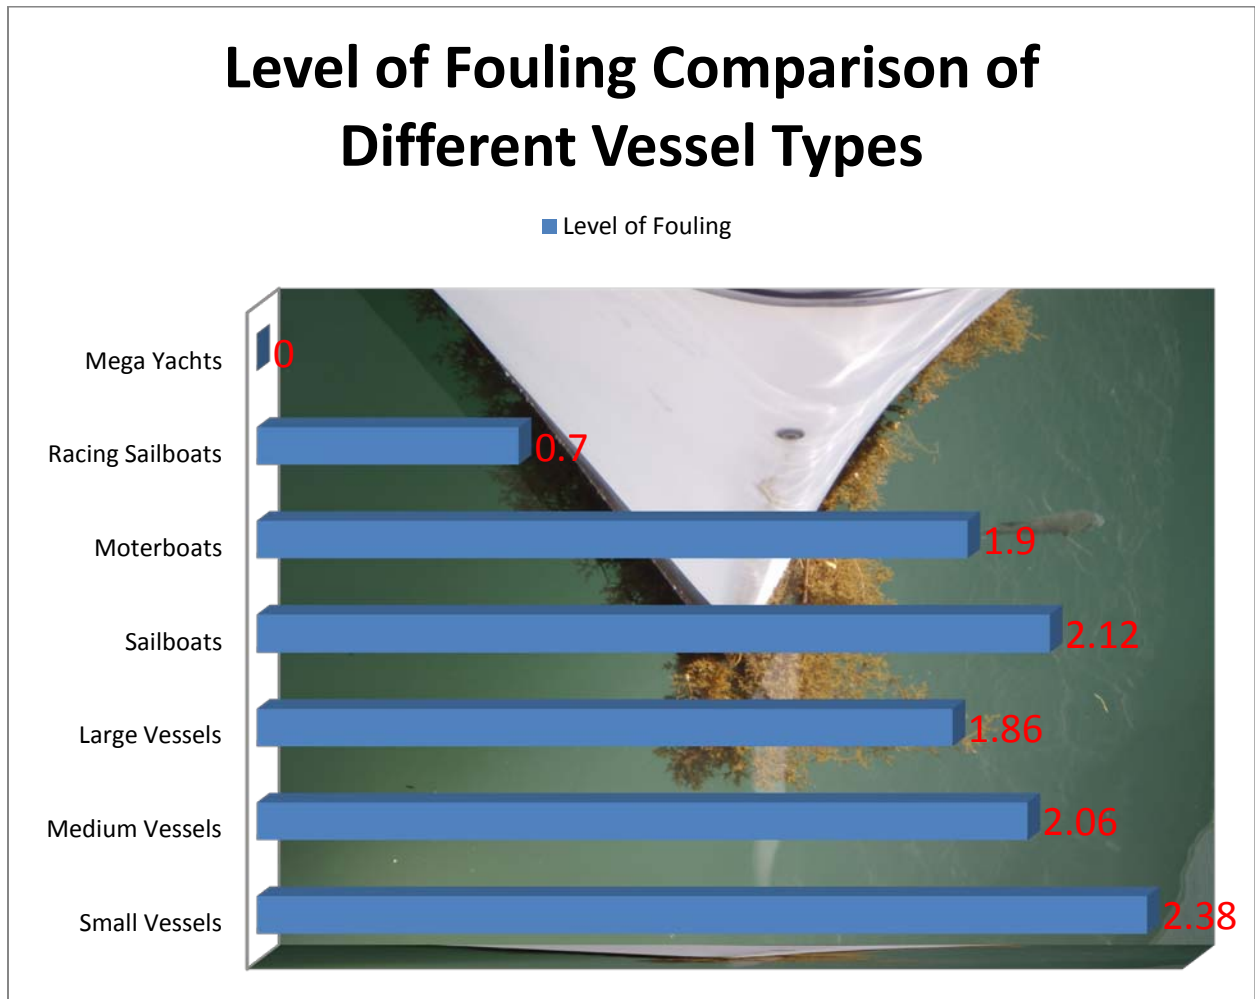 Level of Fouling Comparison of
Different Vessel Types
Level of Fouling
Mega Yachts
0
Racing Sailboats
0.7
Moterboats
1.9
Sailboats
2.12
Large Vessels
1.86
Medium Vessels
2.06
Small Vessels
2.38